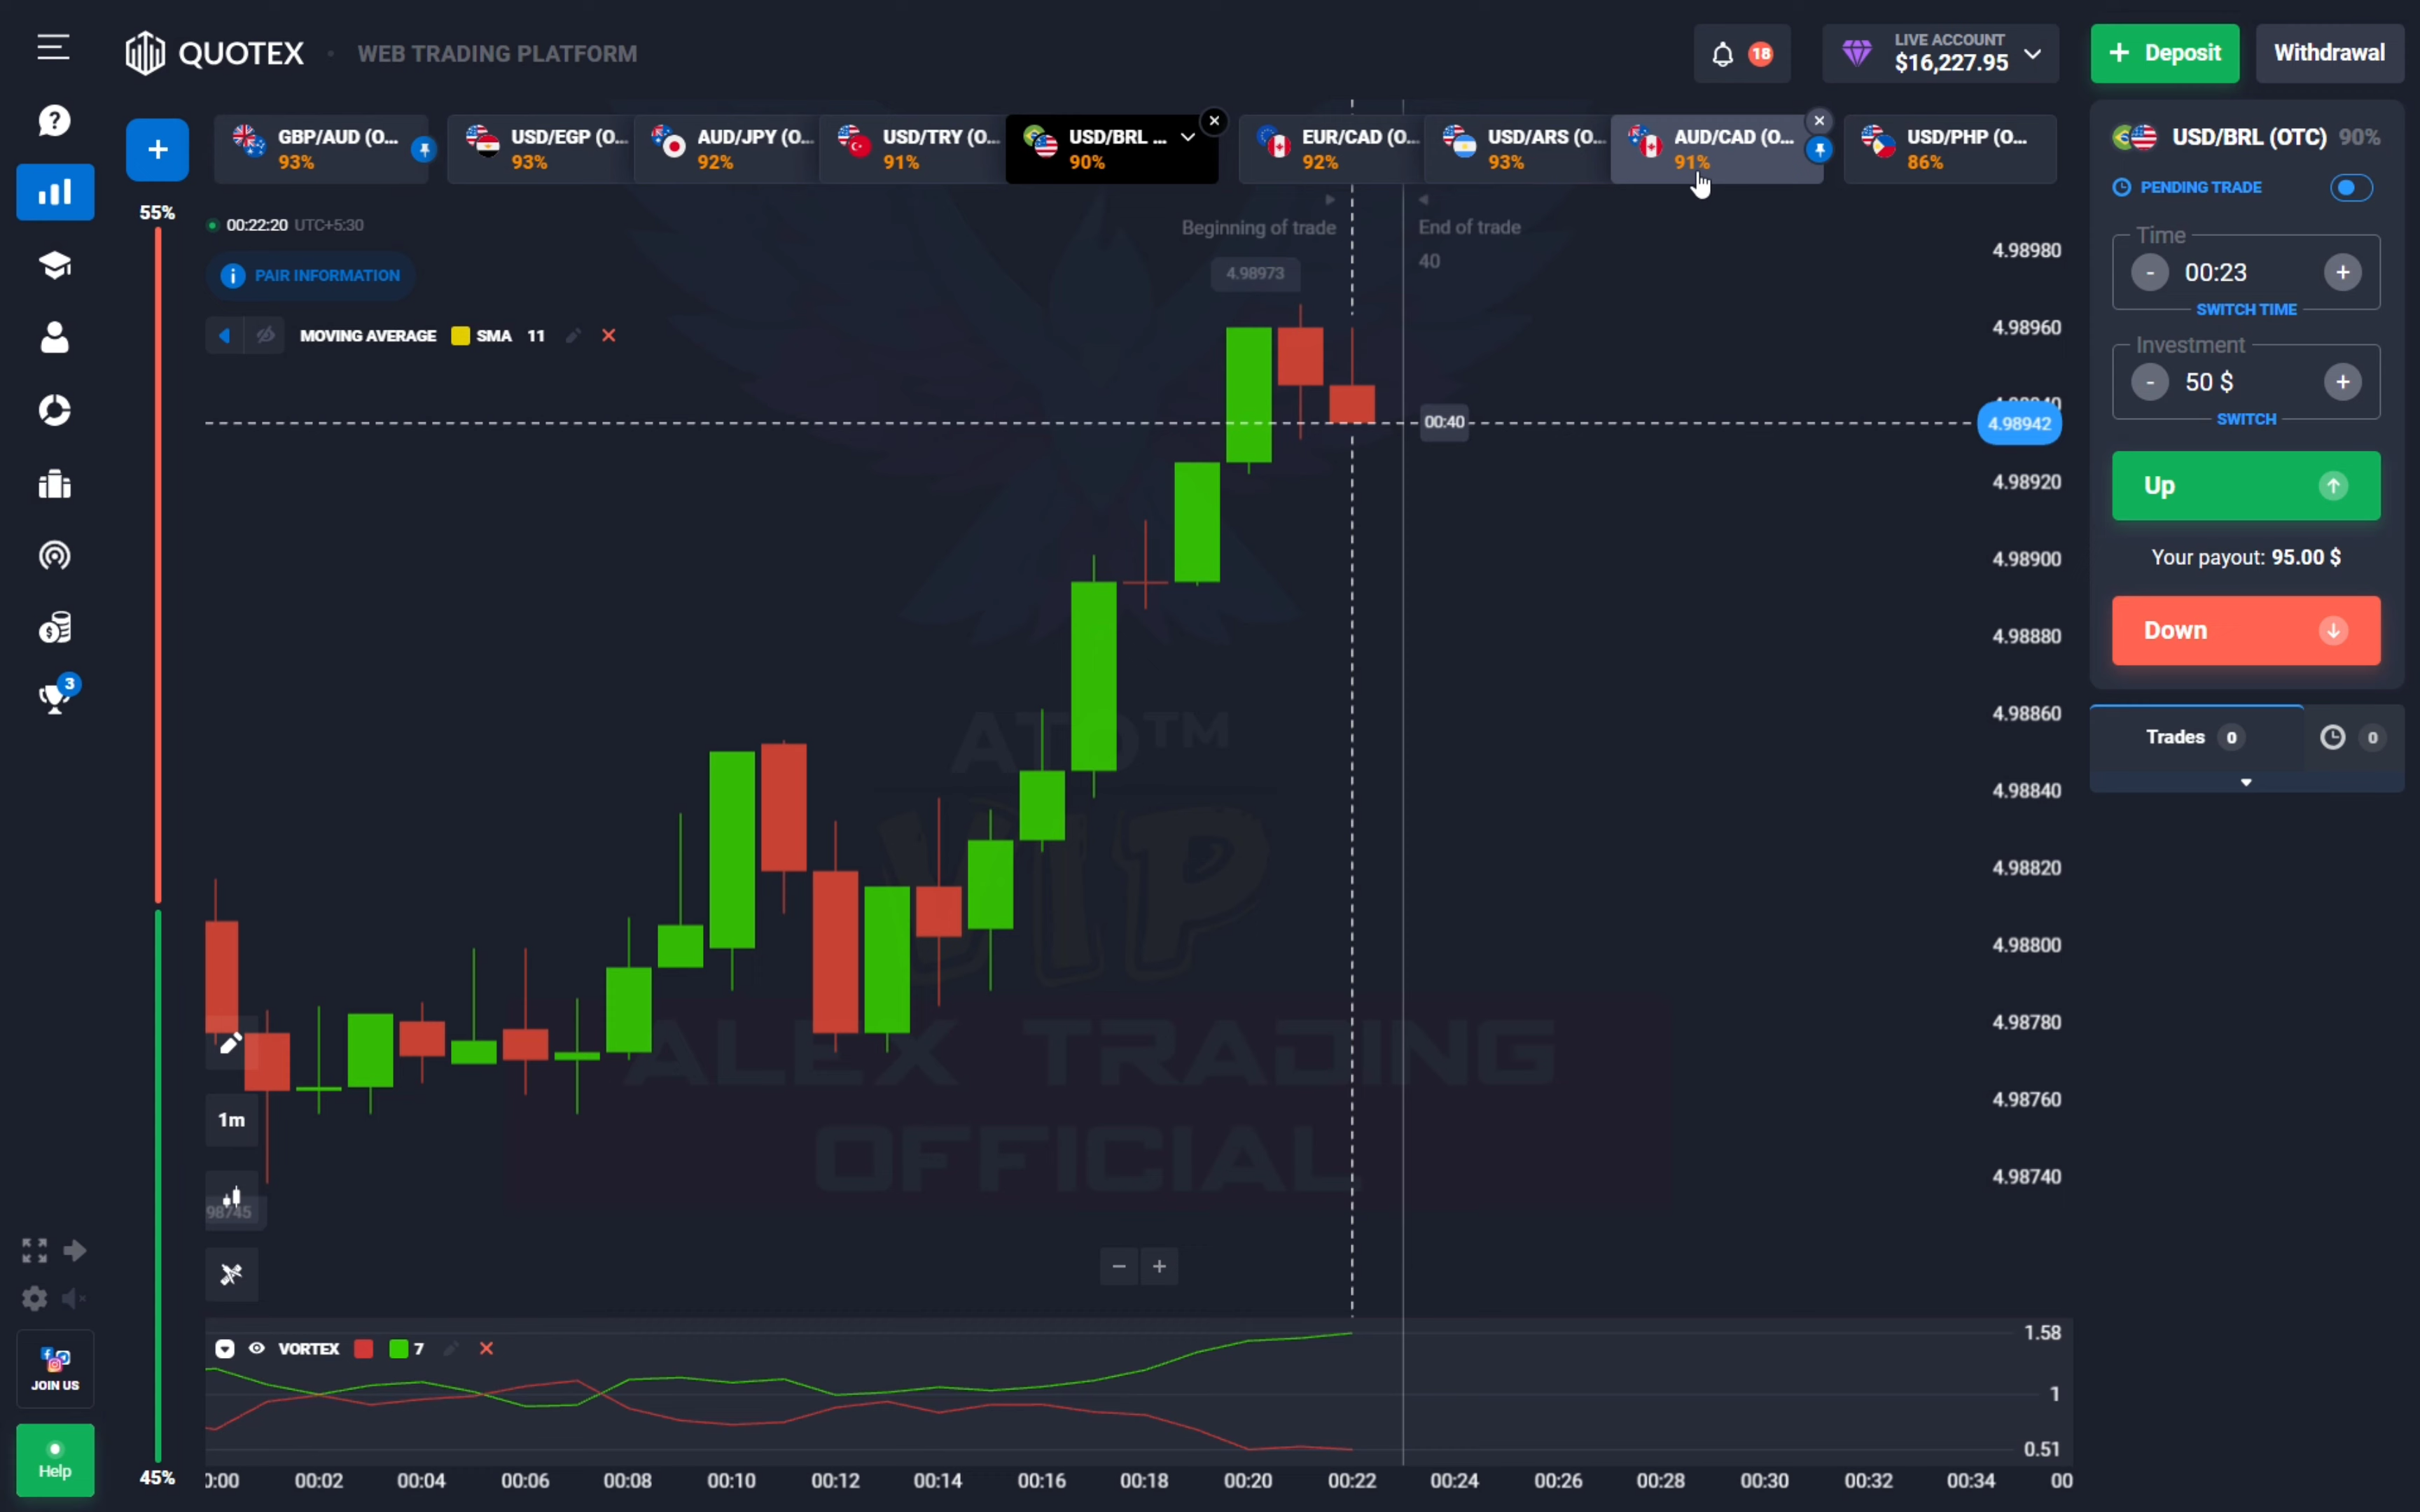 QUOTEX
WEB TRADING PLATFORM
18
LIVE ACCOUNT
$16,227.95
+ Deposit
Withdrawal
+
GBP/AUD (O...
93%
USD/EGP (O...
93%
AUD/JPY (O...
92%
USD/TRY (O...
91%
USD/BRL ...
90%
EUR/CAD (O...
92%
USD/ARS (O...
93%
AUD/CAD (O...
91%
USD/PHP (O...
86%
55%
00:22:20 UTC+5:30
PAIR INFORMATION
MOVING AVERAGE SMA 11
Beginning of trade
End of trade
40
4.98973
00:40
4.98980
4.98960
4.98942
4.98920
4.98900
4.98880
4.98860
4.98840
4.98820
4.98800
4.98780
4.98760
4.98740
USD/BRL (OTC) 90%
PENDING TRADE
Time
- 00:23 +
SWITCH TIME
Investment
- 50 $ +
SWITCH
Up
Your payout: 95.00 $
Down
Trades 0
0
3
VIP
ALEX TRADING
OFFICIAL
1m
98745
− +
VORTEX 7
1.58
1
0.51
JOIN US
Help
45%
0:00 00:02 00:04 00:06 00:08 00:10 00:12 00:14 00:16 00:18 00:20 00:22 00:24 00:26 00:28 00:30 00:32 00:34 00